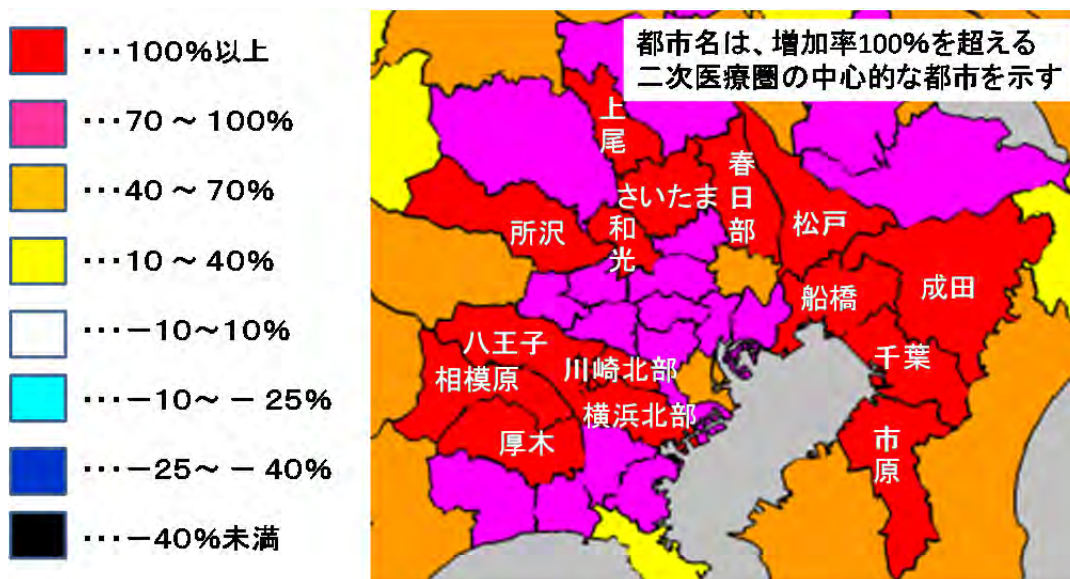 …100%以上
…70 ~ 100%
…40 ~ 70%
…10 ~ 40%
…-10~10%
…-10~ - 25%
…-25~ - 40%
…-40%未満
都市名は、増加率100%を超える
二次医療圏の中心的な都市を示す
上尾
春日部
さいたま
和光
所沢
松戸
船橋
成田
八王子
相模原
川崎北部
千葉
横浜北部
厚木
市原